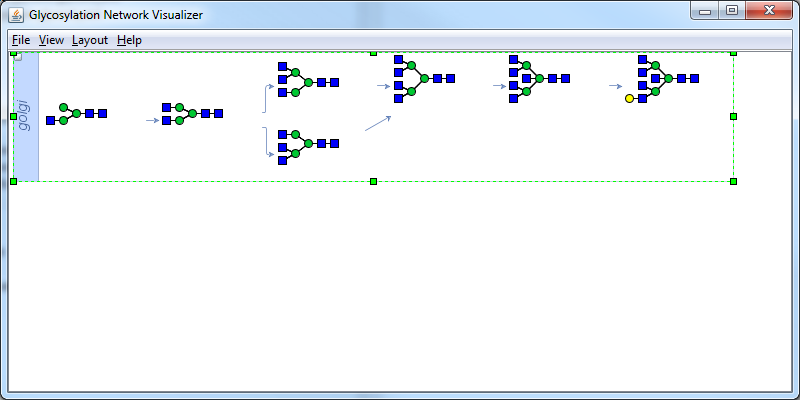 Glycosylation Network Visualizer
File View Layout Help
golgi